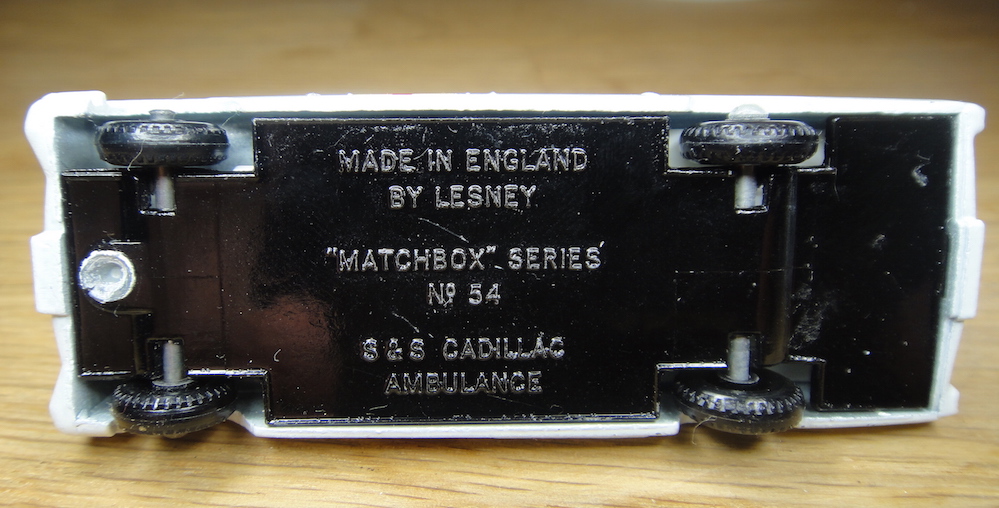 MADE IN ENGLAND
BY LESNEY
"MATCHBOX" SERIES
Nº 54
S & S CADILLAC
AMBULANCE